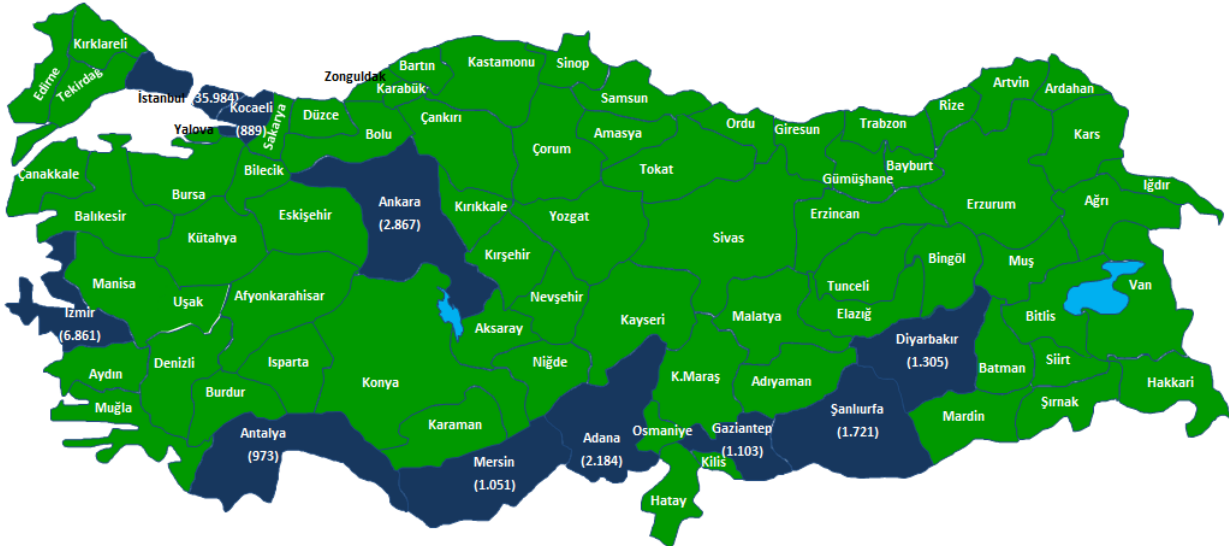 Kırklareli
Edirne
Tekirdağ
İstanbul (35.984)
Kocaeli
(889)
Yalova
Sakarya
Düzce
Zonguldak
Bartın
Karabük
Kastamonu
Sinop
Bolu
Çankırı
Samsun
Amasya
Çorum
Tokat
Ordu
Giresun
Trabzon
Rize
Artvin
Ardahan
Kars
Bayburt
Gümüşhane
Iğdır
Ağrı
Erzurum
Erzincan
Çanakkale
Balıkesir
Bursa
Bilecik
Kütahya
Eskişehir
Ankara
(2.867)
Kırıkkale
Yozgat
Kırşehir
Sivas
Tunceli
Bingöl
Muş
Van
Bitlis
Elazığ
Malatya
Manisa
Uşak
Afyonkarahisar
İzmir
(6.861)
Nevşehir
Aksaray
Kayseri
Niğde
Konya
Isparta
Denizli
Burdur
Aydın
Muğla
Antalya
(973)
Karaman
Mersin
(1.051)
Adana
(2.184)
Osmaniye
K.Maraş
Adıyaman
Gaziantep
(1.103)
Kilis
Hatay
Şanlıurfa
(1.721)
Diyarbakır
(1.305)
Batman
Siirt
Mardin
Şırnak
Hakkari